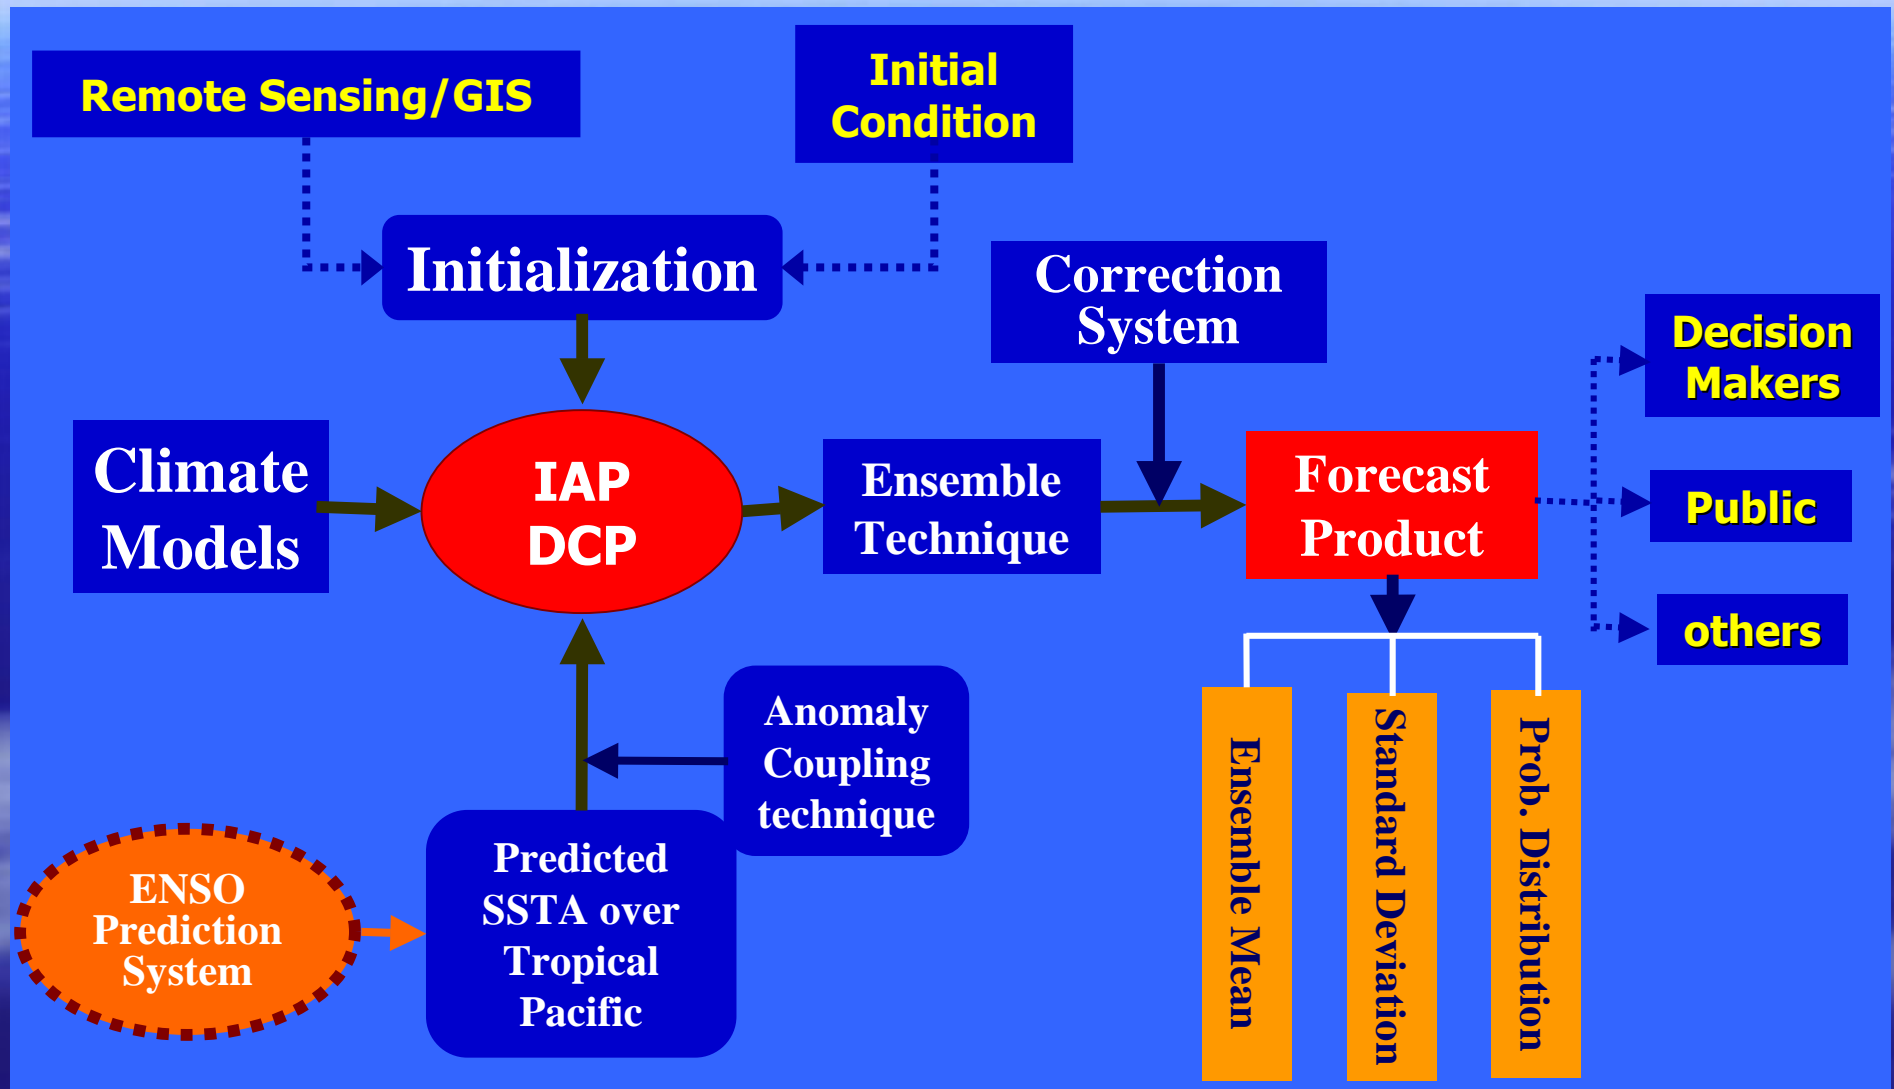 Remote Sensing/GIS
Initial
Condition
Initialization
Correction
System
Decision
Makers
Climate
Models
IAP
DCP
Ensemble
Technique
Forecast
Product
Public
others
Anomaly
Coupling
technique
Predicted
SSTA over
Tropical
Pacific
ENSO
Prediction
System
Ensemble Mean
Standard Deviation
Prob. Distribution